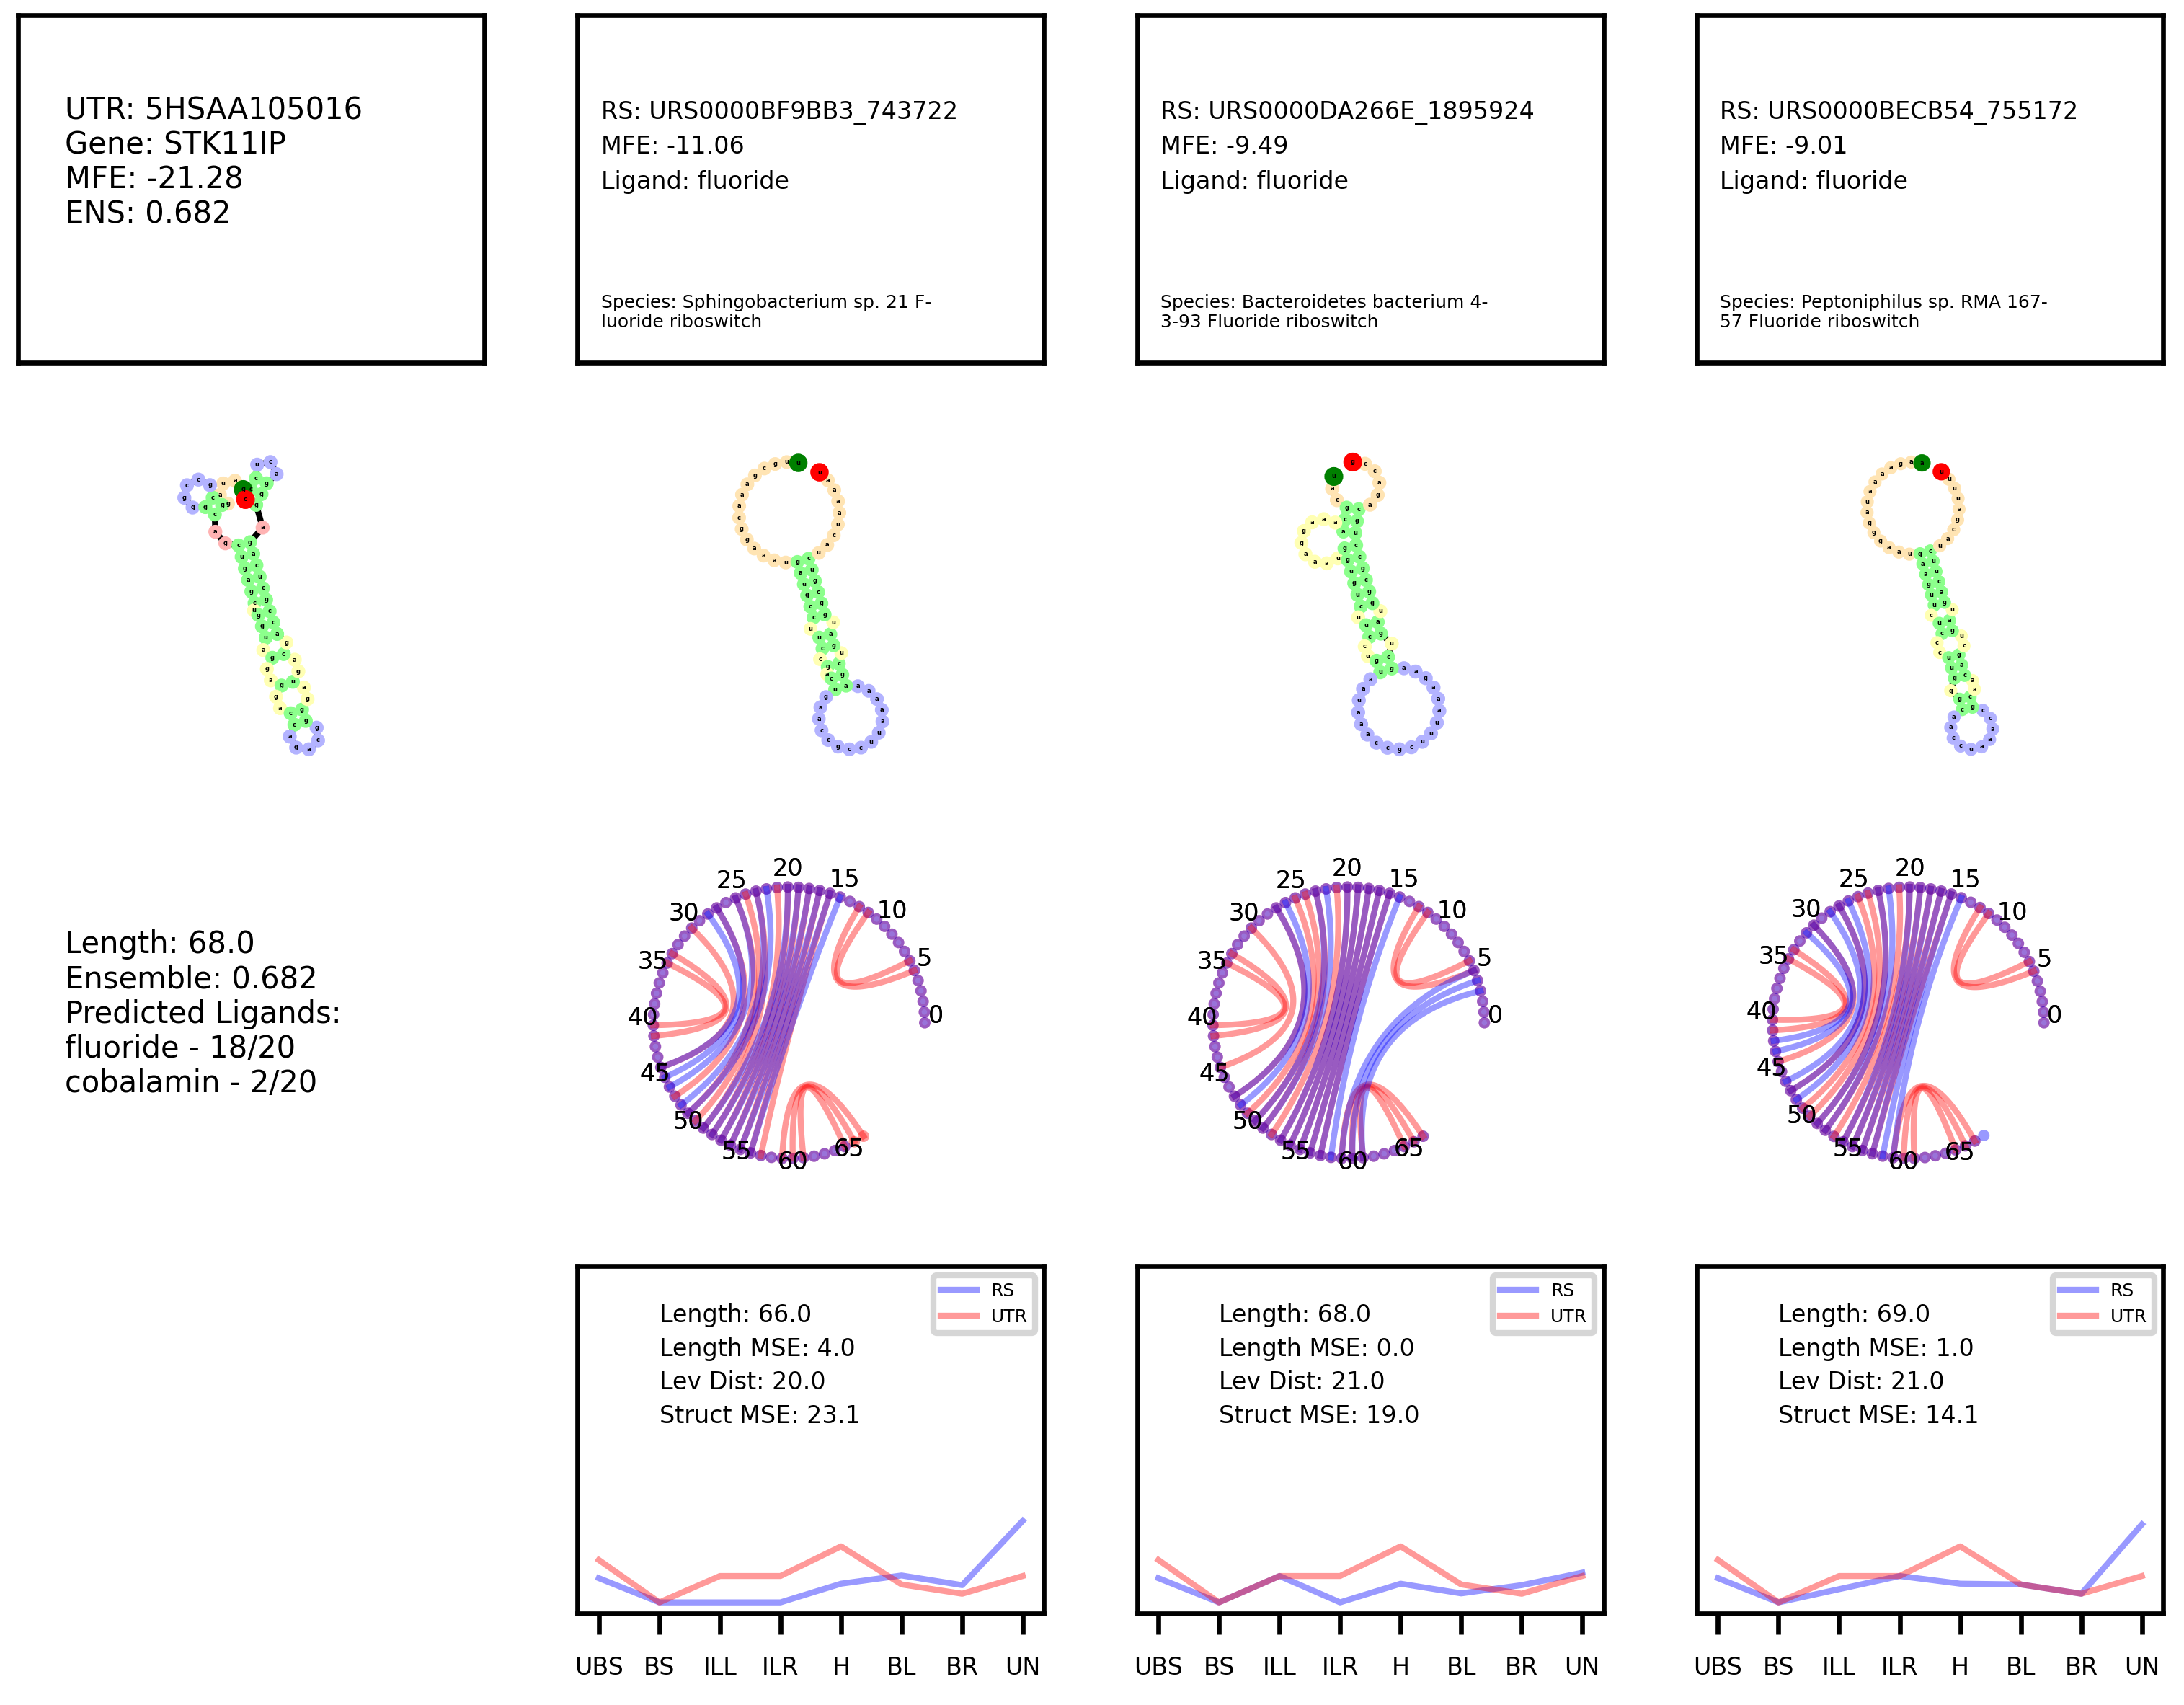 UTR: 5HSAA105016
Gene: STK11IP
MFE: -21.28
ENS: 0.682
RS: URS0000BF9BB3_743722
MFE: -11.06
Ligand: fluoride
Species: Sphingobacterium sp. 21 F-
luoride riboswitch
RS: URS0000DA266E_1895924
MFE: -9.49
Ligand: fluoride
Species: Bacteroidetes bacterium 4-
3-93 Fluoride riboswitch
RS: URS0000BECB54_755172
MFE: -9.01
Ligand: fluoride
Species: Peptoniphilus sp. RMA 167-
57 Fluoride riboswitch
Length: 68.0
Ensemble: 0.682
Predicted Ligands:
fluoride - 18/20
cobalamin - 2/20
0 5 10 15 20 25 30 35 40 45 50 55 60 65
0 5 10 15 20 25 30 35 40 45 50 55 60 65
0 5 10 15 20 25 30 35 40 45 50 55 60 65
RS
UTR
Length: 66.0
Length MSE: 4.0
Lev Dist: 20.0
Struct MSE: 23.1
UBS BS ILL ILR H BL BR UN
RS
UTR
Length: 68.0
Length MSE: 0.0
Lev Dist: 21.0
Struct MSE: 19.0
UBS BS ILL ILR H BL BR UN
RS
UTR
Length: 69.0
Length MSE: 1.0
Lev Dist: 21.0
Struct MSE: 14.1
UBS BS ILL ILR H BL BR UN